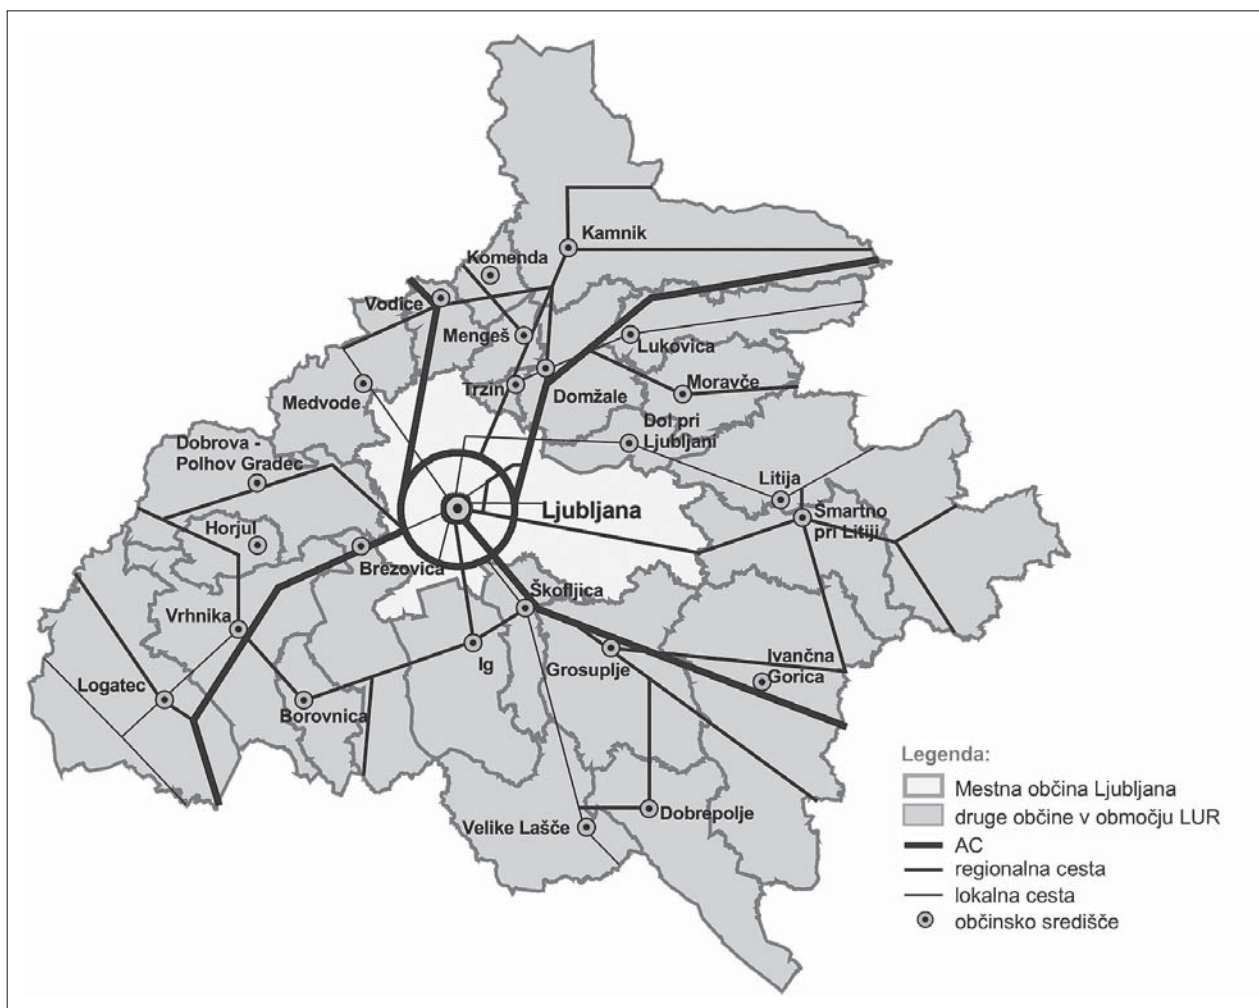 Kamnik
Komenda
Vodice
Mengeš
Lukovica
Trzin
Domžale
Moravče
Medvode
Dol pri
Ljubljani
Dobrova -
Polhov Gradec
Litija
Ljubljana
Šmartno
pri Litiji
Horjul
Brezovica
Škofljica
Vrhnika
Ig
Grosuplje
Ivančna
Gorica
Logatec
Borovnica
Velike Lašče
Dobrepolje
Legenda:
Mestna občina Ljubljana
druge občine v območju LUR
AC
regionalna cesta
lokalna cesta
občinsko središče